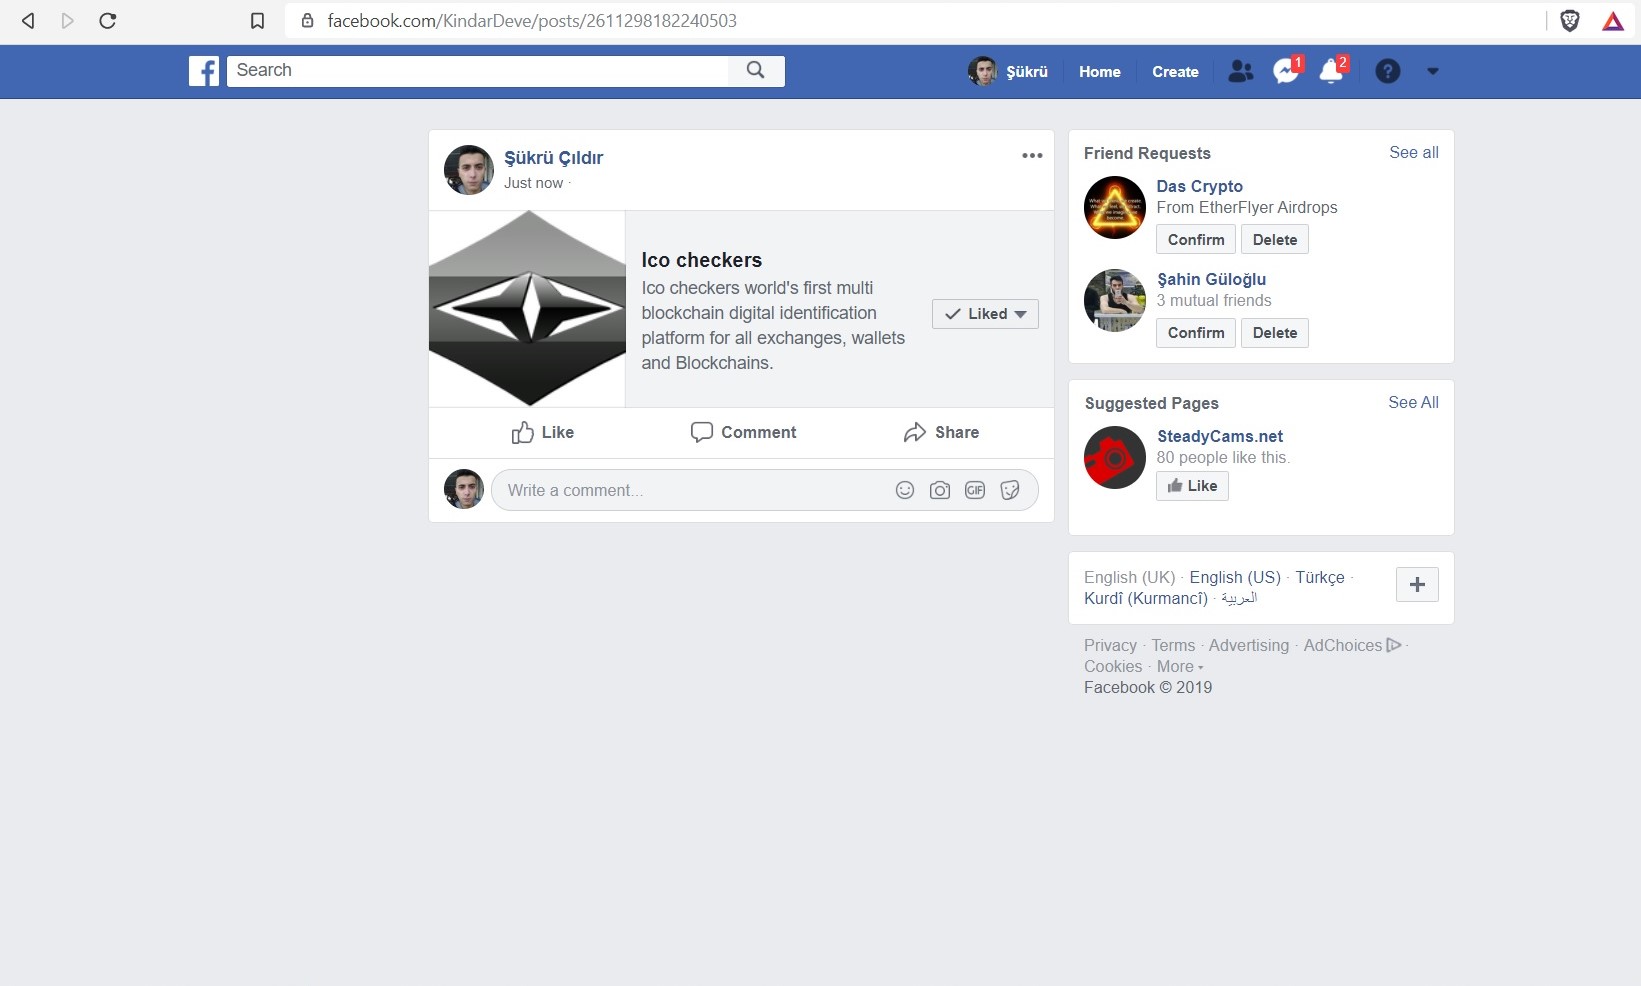 facebook.com/KindarDeve/posts/2611298182240503
Search
Şükrü
Home
Create
1
2
Şükrü Çıldır
Just now ·
Ico checkers
Ico checkers world's first multi
blockchain digital identification
platform for all exchanges, wallets
and Blockchains.
Liked
Like
Comment
Share
Write a comment...
GIF
Friend Requests
See all
Das Crypto
From EtherFlyer Airdrops
Confirm
Delete
Şahin Güloğlu
3 mutual friends
Confirm
Delete
Suggested Pages
See All
SteadyCams.net
80 people like this.
Like
English (UK) · English (US) · Türkçe ·
Kurdî (Kurmancî) · العربية
Privacy · Terms · Advertising · AdChoices ·
Cookies · More
Facebook © 2019